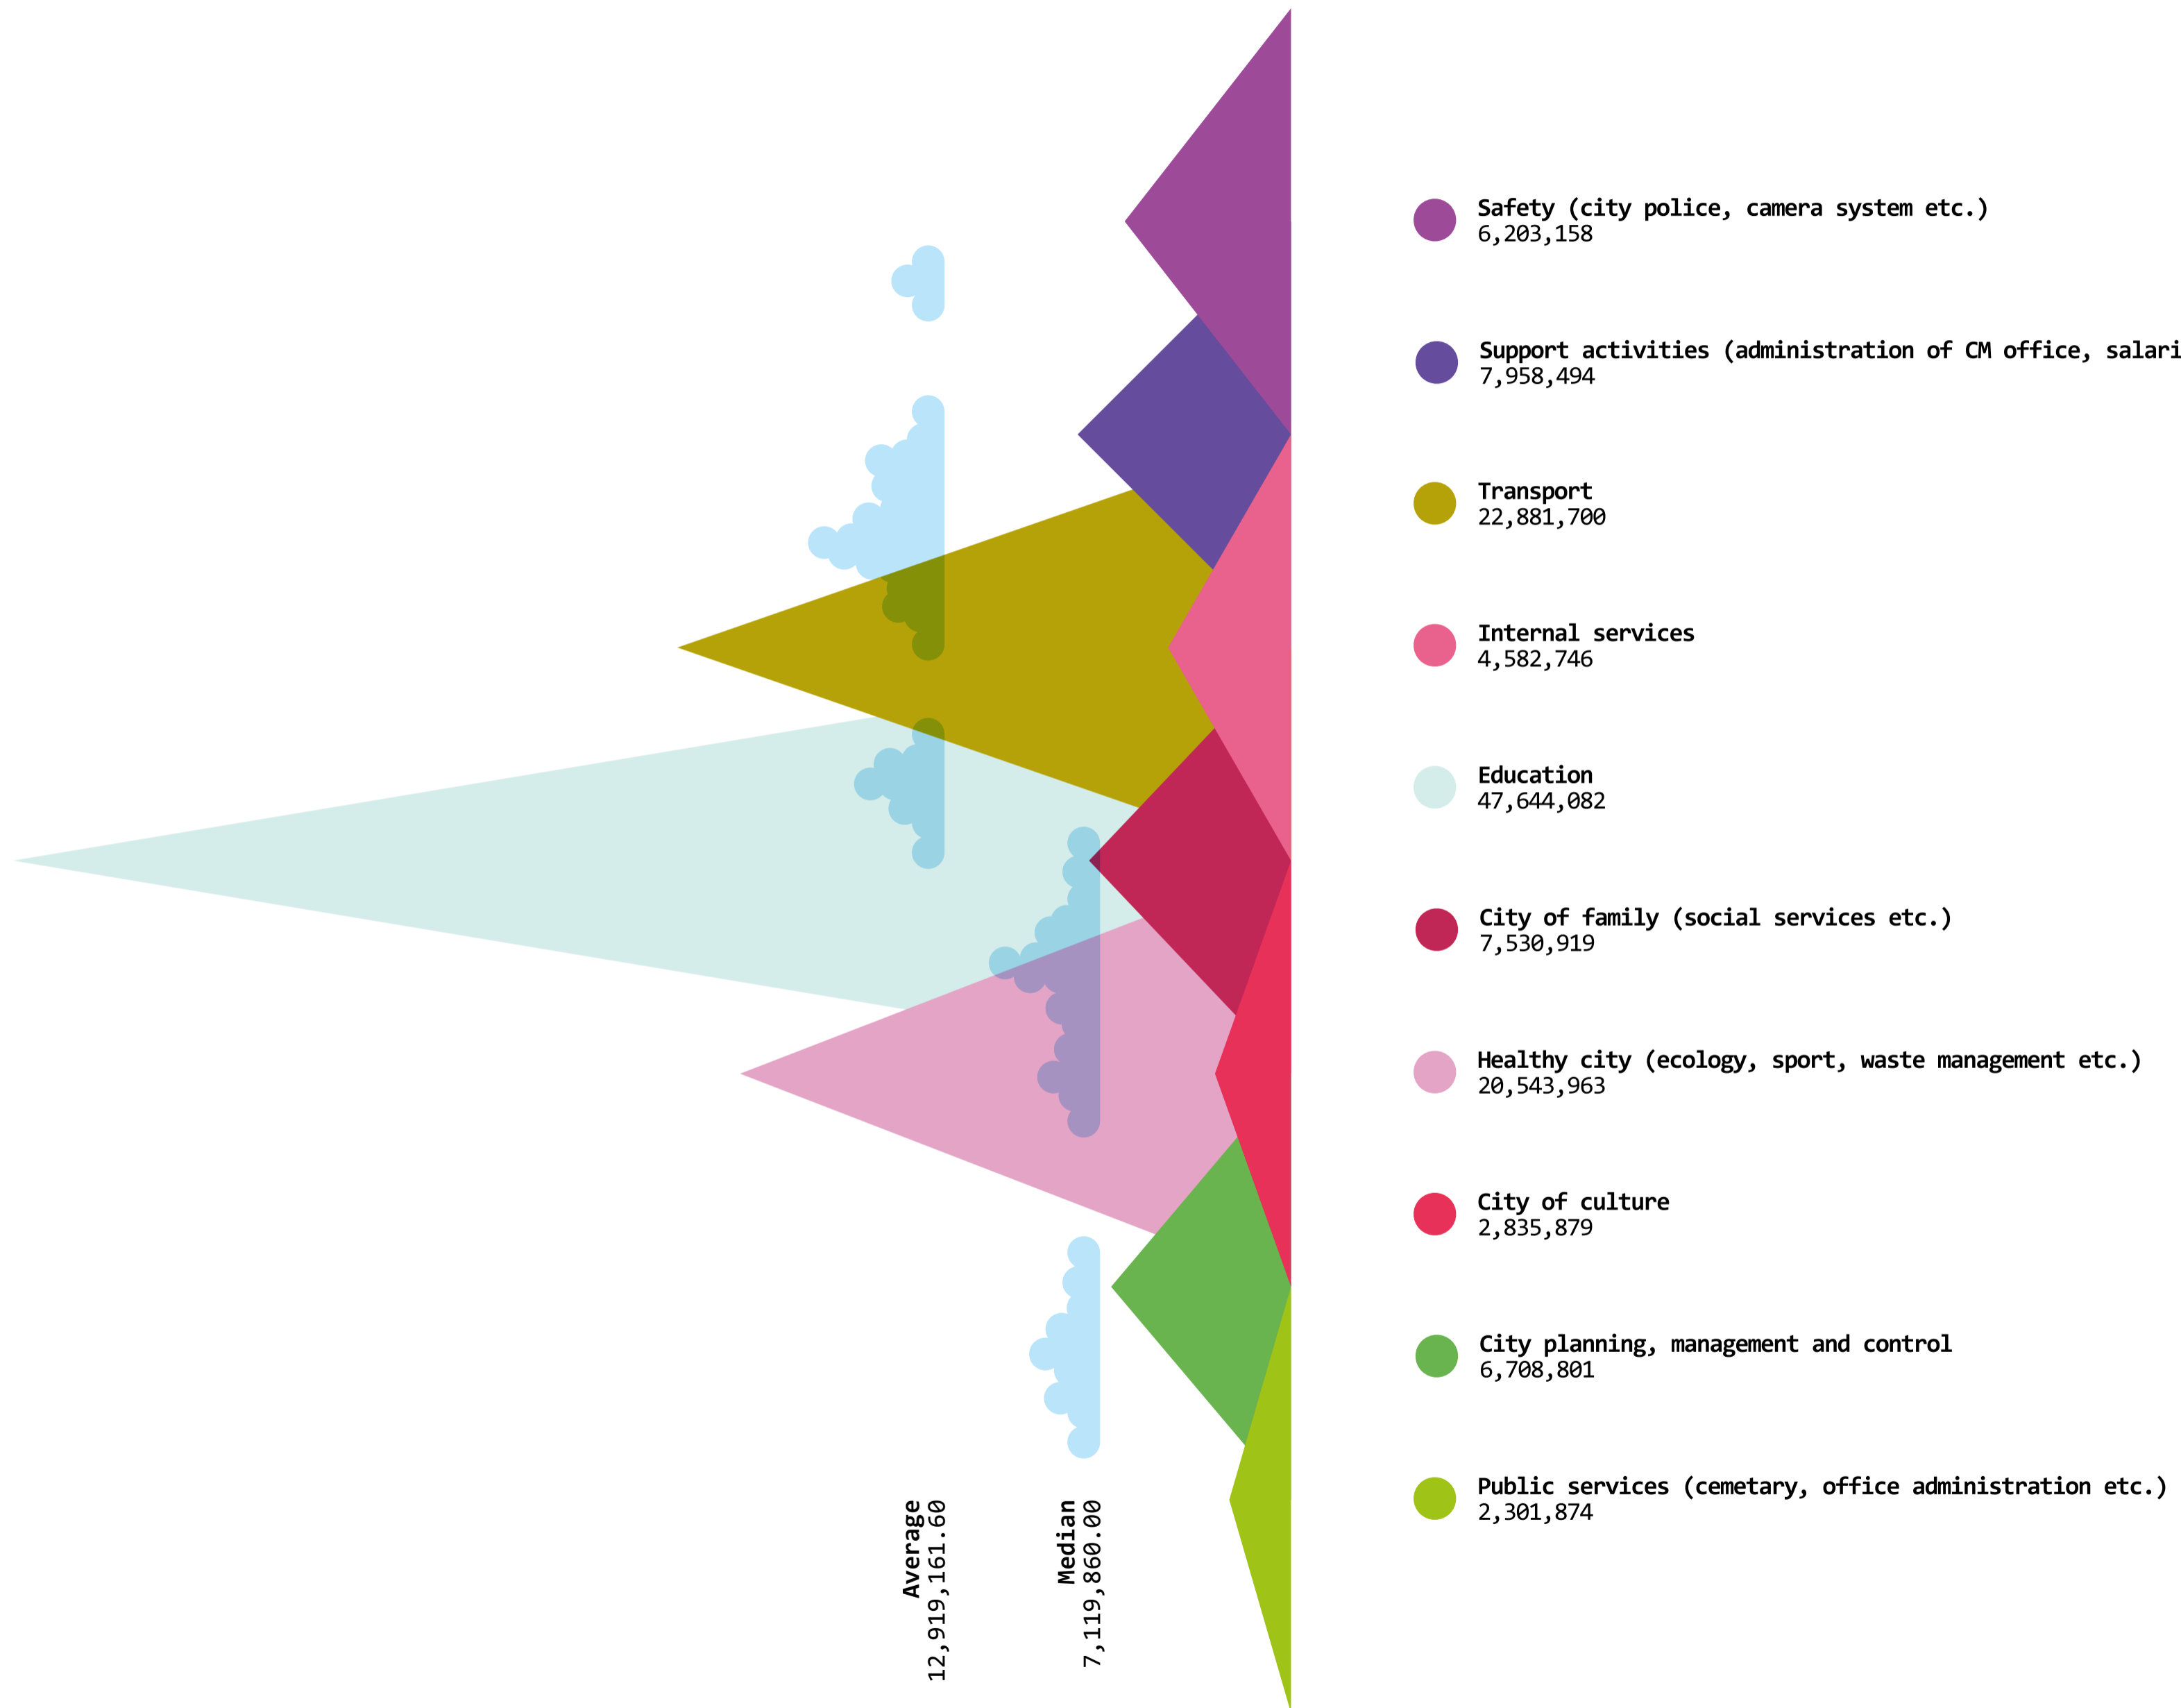 Safety (city police, camera system etc.)
6,203,158
Support activities (administration of CM office,
7,958,494
Transport
22,881,700
Internal services
4,582,746
Education
47,644,082
City of family (social services etc.)
7,530,919
Healthy city (ecology, sport, waste management etc.)
20,543,963
City of culture
2,835,879
City planning, management and control
6,708,801
Public services (cemetary, office administration etc.)
2,301,874
Average
12,919,161.60
Median
7,119,860.00